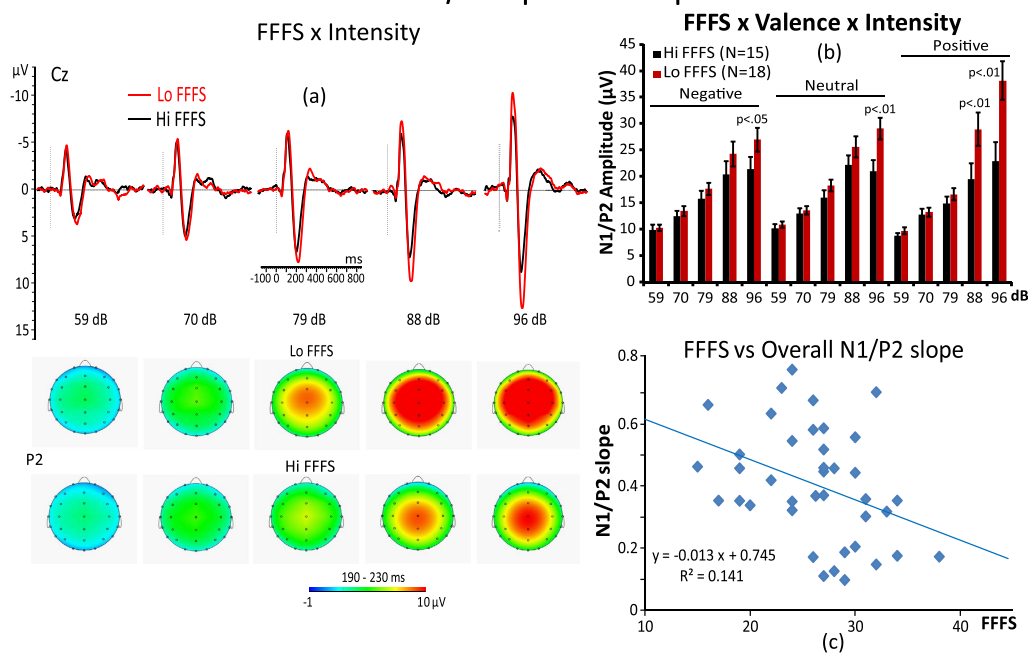 FFFS x Intensity
µV
Cz
-10
-5
0
5
10
15
Lo FFFS
Hi FFFS
(a)
ms
-100 0 200 400 600 800
59 dB
70 dB
79 dB
88 dB
96 dB
Lo FFFS
P2
Hi FFFS
190 - 230 ms
-1
10 µV
FFFS x Valence x Intensity
(b)
Hi FFFS (N=15)
Lo FFFS (N=18)
Negative
Neutral
Positive
p<.05
p<.01
p<.01
p<.01
N1/P2 Amplitude (µV)
45
40
35
30
25
20
15
10
5
0
59 70 79 88 96 59 70 79 88 96 59 70 79 88 96 dB
FFFS vs Overall N1/P2 slope
N1/P2 slope
0.8
0.6
0.4
0.2
0
y = -0.013 x + 0.745
R² = 0.141
10 20 30 40 FFFS
(c)